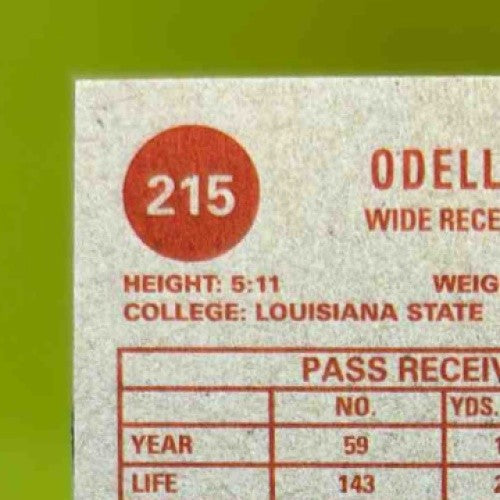 215
ODELL
WIDE RECE
HEIGHT: 5:11 WEIG
COLLEGE: LOUISIANA STATE
PASS RECEIV
NO. YDS.
YEAR 59 1
LIFE 143